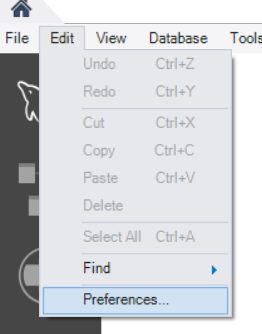 File Edit View Database Tools
Undo Ctrl+Z
Redo Ctrl+Y
Cut Ctrl+X
Copy Ctrl+C
Paste Ctrl+V
Delete
Select All Ctrl+A
Find
Preferences...